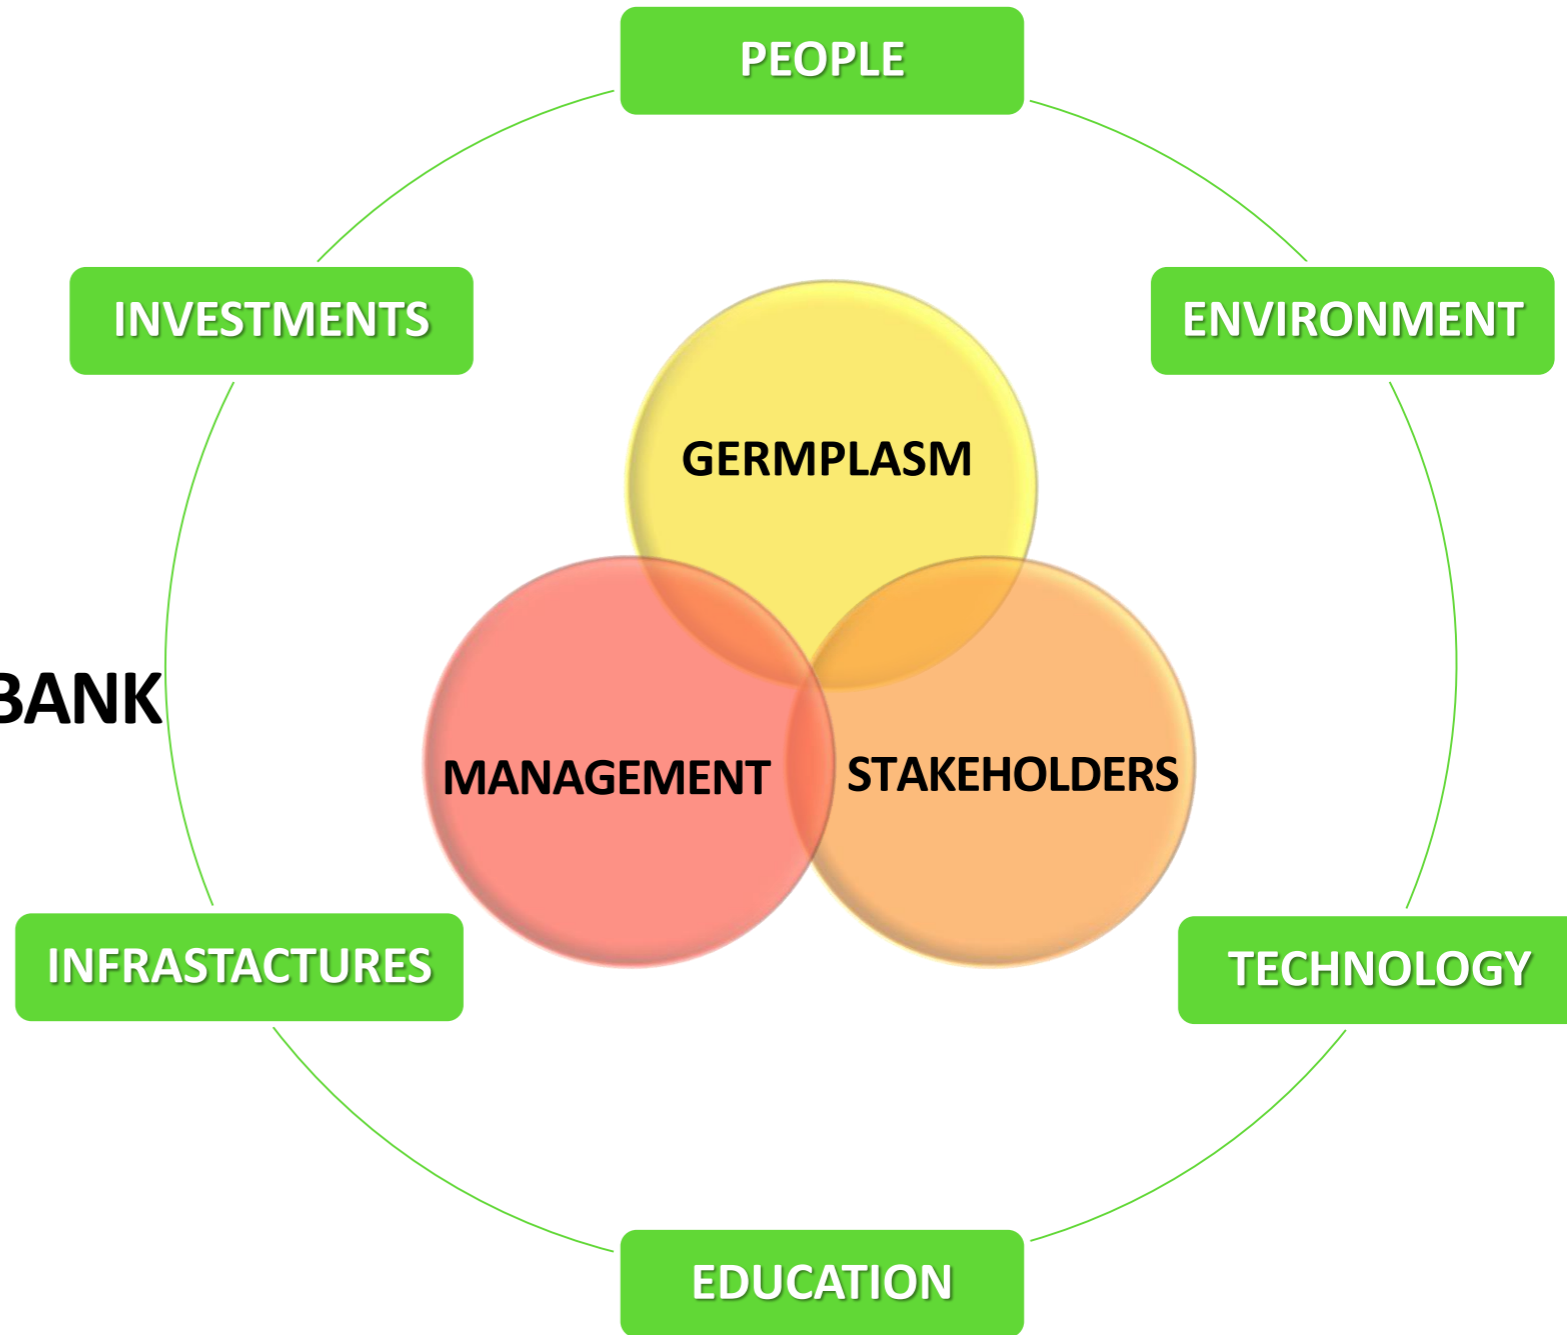 PEOPLE
INVESTMENTS
ENVIRONMENT
GERMPLASM
BANK
MANAGEMENT
STAKEHOLDERS
INFRASTACTURES
TECHNOLOGY
EDUCATION